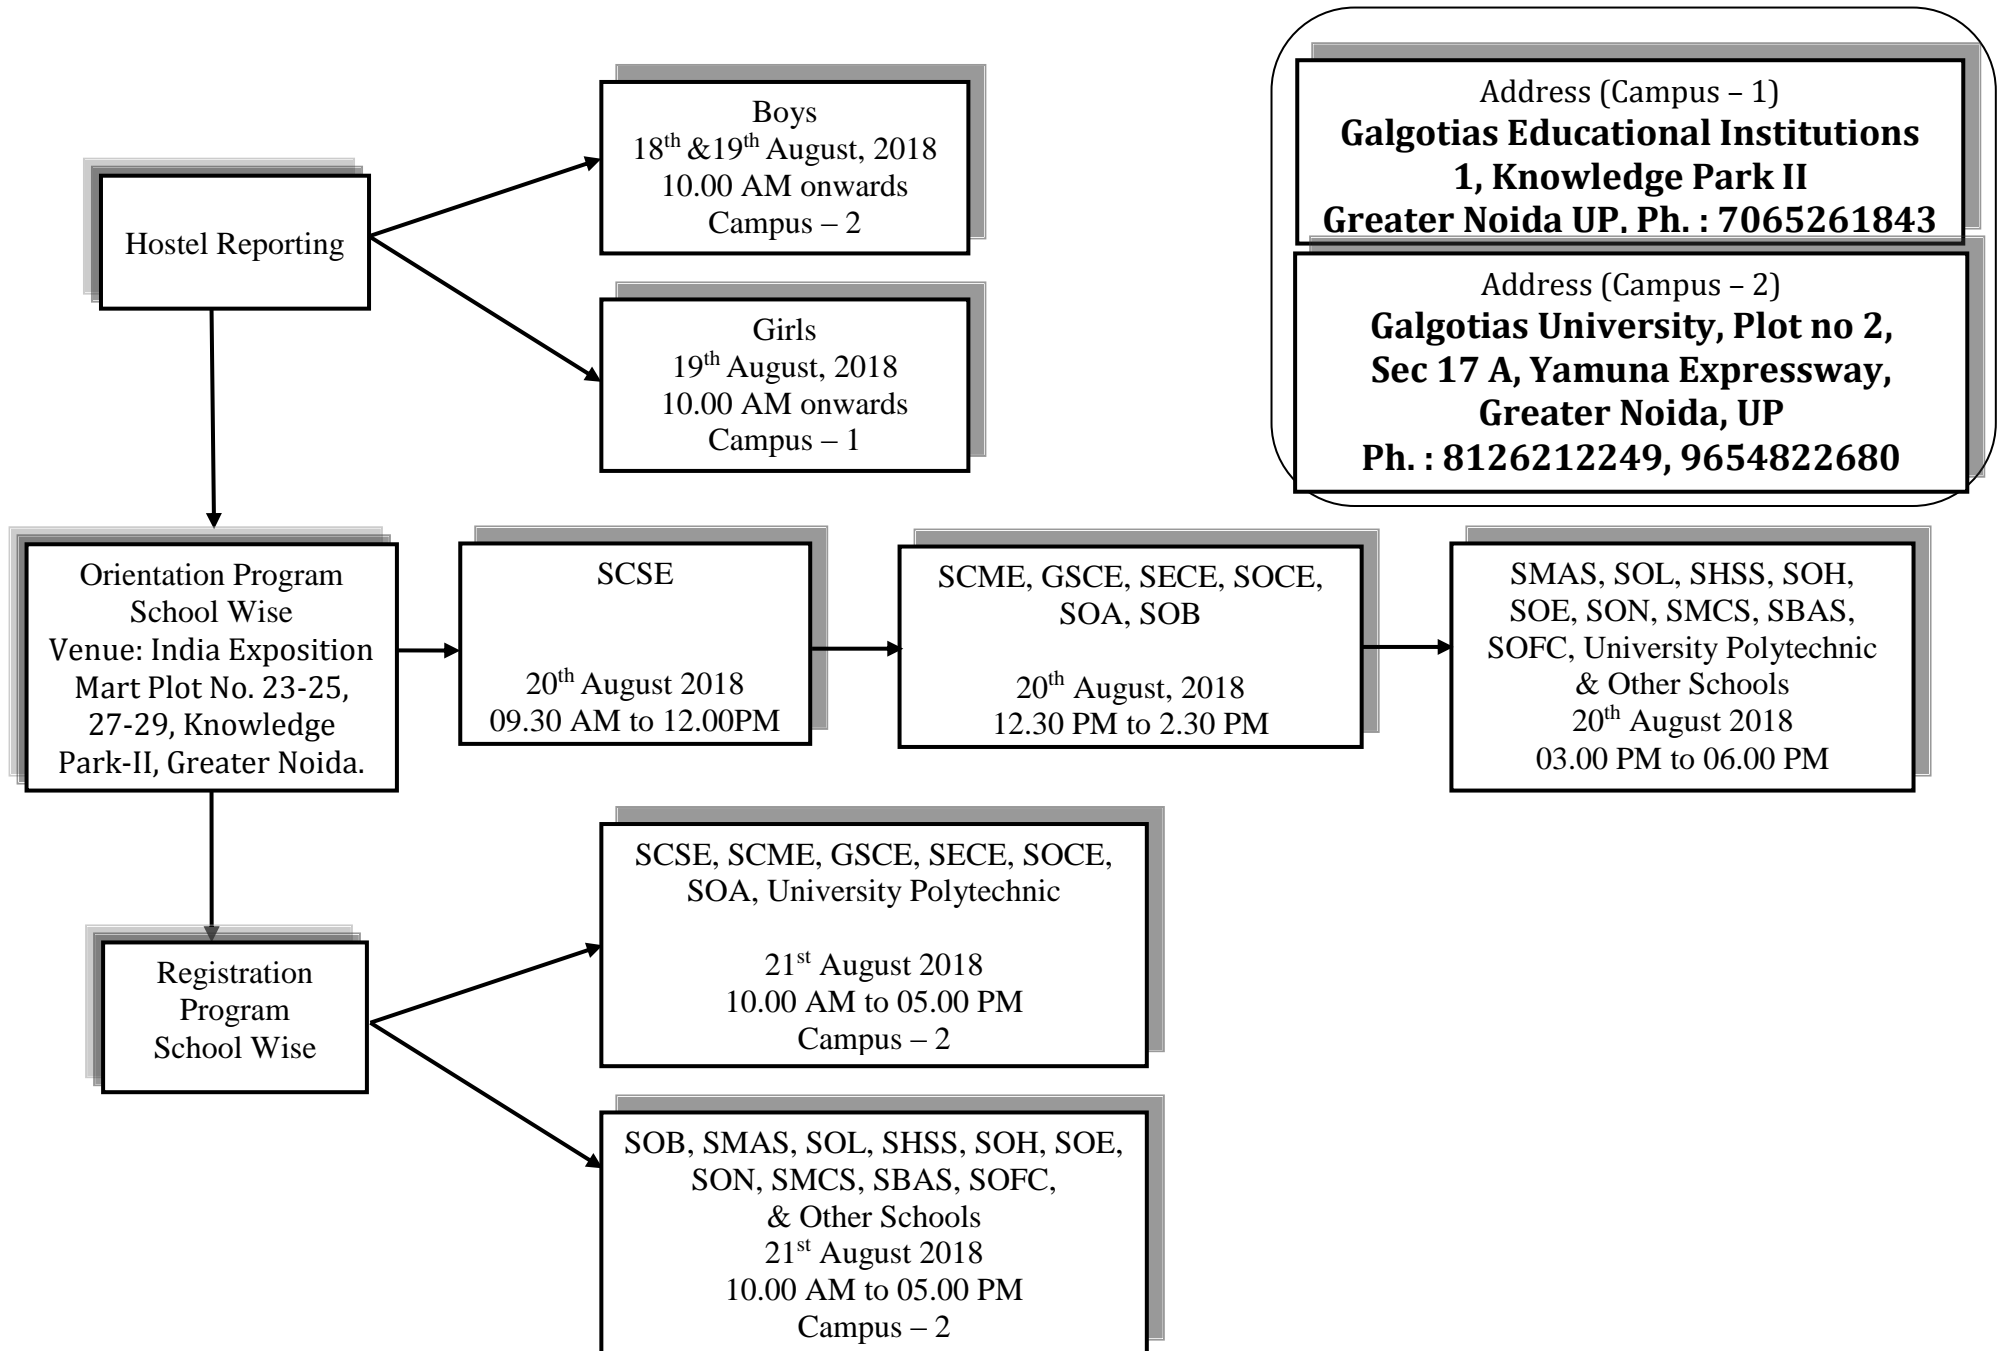 Boys
18th &19th August, 2018
10.00 AM onwards
Campus – 2
Address (Campus – 1)
Galgotias Educational Institutions
1, Knowledge Park II
Greater Noida UP. Ph. : 7065261843
Hostel Reporting
Address (Campus – 2)
Galgotias University, Plot no 2,
Sec 17 A, Yamuna Expressway,
Greater Noida, UP
Ph. : 8126212249, 9654822680
Girls
19th August, 2018
10.00 AM onwards
Campus – 1
Orientation Program
School Wise
Venue: India Exposition
Mart Plot No. 23-25,
27-29, Knowledge
Park-II, Greater Noida.
SCSE
20th August 2018
09.30 AM to 12.00PM
SCME, GSCE, SECE, SOCE,
SOA, SOB
20th August, 2018
12.30 PM to 2.30 PM
SMAS, SOL, SHSS, SOH,
SOE, SON, SMCS, SBAS,
SOFC, University Polytechnic
& Other Schools
20th August 2018
03.00 PM to 06.00 PM
SCSE, SCME, GSCE, SECE, SOCE,
SOA, University Polytechnic
21st August 2018
10.00 AM to 05.00 PM
Campus – 2
Registration
Program
School Wise
SOB, SMAS, SOL, SHSS, SOH, SOE,
SON, SMCS, SBAS, SOFC,
& Other Schools
21st August 2018
10.00 AM to 05.00 PM
Campus – 2